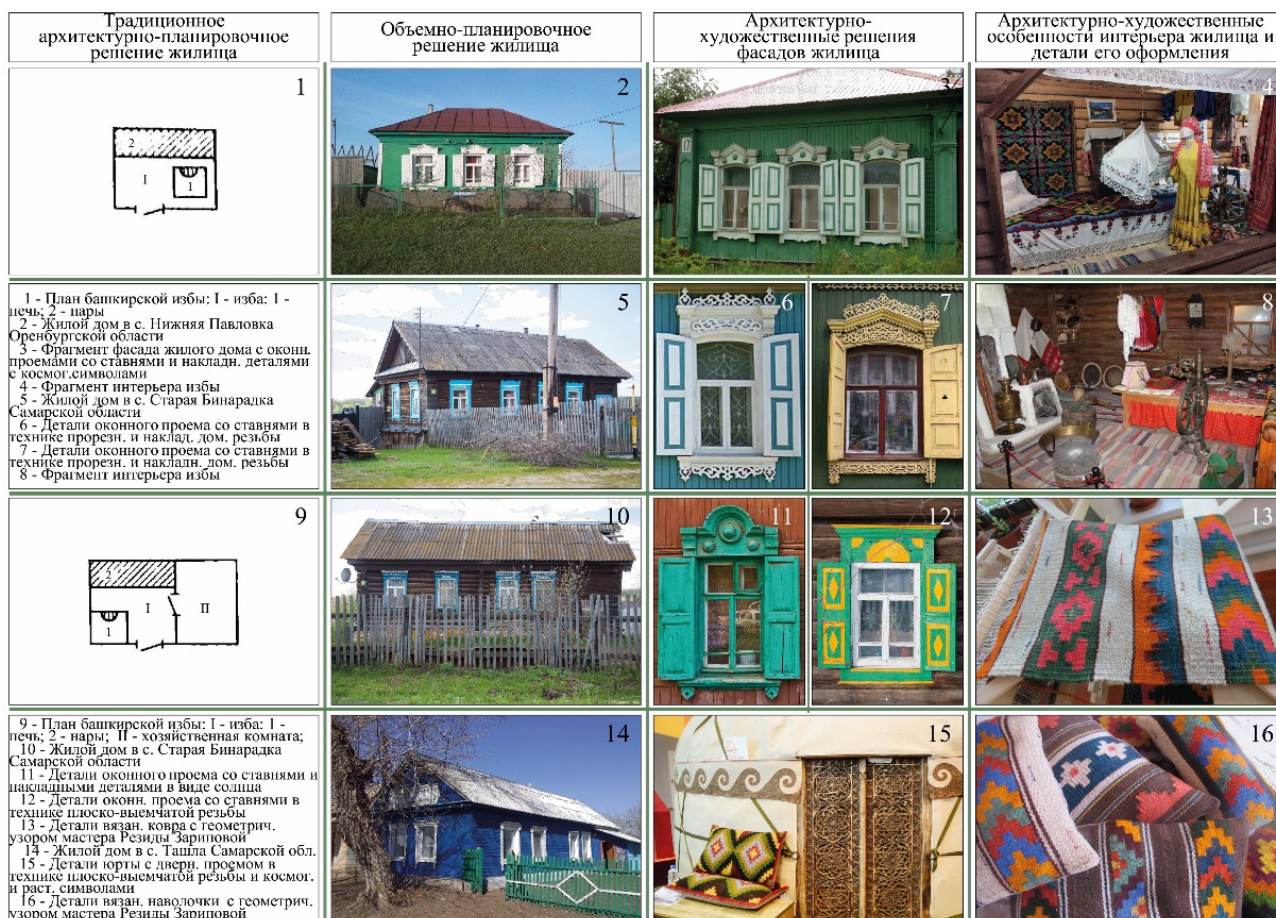 Традиционное
архитектурно-планировочное
решение жилища
Объемно-планировочное
решение жилища
Архитектурно-
художественные решения
фасадов жилища
Архитектурно-художественные
особенности интерьера жилища и
детали его оформления
1
2
I
1
2
3
4
1 - План башкирской избы: I - изба: 1 -
печь; 2 - нары
2 - Жилой дом в с. Нижняя Павловка
Оренбургской области
3 - Фрагмент фасада жилого дома с оконн.
проемами со ставнями и накладн. деталями
с космог.символами
4 - Фрагмент интерьера избы
5 - Жилой дом в с. Старая Бинарадка
Самарской области
6 - Детали оконного проема со ставнями в
технике прорезн. и наклад. дом. резьбы
7 - Детали оконного проема со ставнями в
технике прорезн. и накладн. дом. резьбы
8 - Фрагмент интерьера избы
5
6
7
8
9
2
I
II
1
10
11
12
13
9 - План башкирской избы: I - изба: 1 -
печь; 2 - нары; II - хозяйственная комната;
10 - Жилой дом в с. Старая Бинарадка
Самарской области
11 - Детали оконного проема со ставнями и
накладными деталями в виде солнца
12 - Детали оконн. проема со ставнями в
технике плоско-выемчатой резьбы
13 - Детали вязан. ковра с геометрич.
узором мастера Резиды Зариповой
14 - Жилой дом в с. Ташла Самарской обл.
15 - Детали юрты с дверн. проемом в
технике плоско-выемчатой резьбы и космог.
и раст. символами
16 - Детали вязан. наволочки с геометрич.
узором мастера Резиды Зариповой
14
15
16